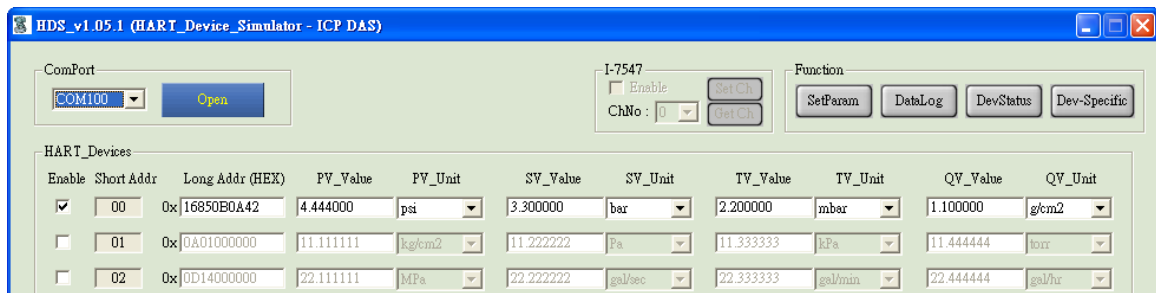 HDS_v1.05.1 (HART_Device_Simulator - ICP DAS)
ComPort I-7547 Function
COM100 Open Enable Set Ch SetParam DataLog DevStatus Dev-Specific
ChNo : 0 Get Ch
HART_Devices
Enable Short Addr Long Addr (HEX) PV_Value PV_Unit SV_Value SV_Unit TV_Value TV_Unit QV_Value QV_Unit
00 0x 16850B0A42 4.444000 psi 3.300000 bar 2.200000 mbar 1.100000 g/cm2
01 0x 0A01000000 11.111111 kg/cm2 11.222222 Pa 11.333333 kPa 11.444444 torr
02 0x 0D14000000 22.111111 MPa 22.222222 gal/sec 22.333333 gal/min 22.444444 gal/hr